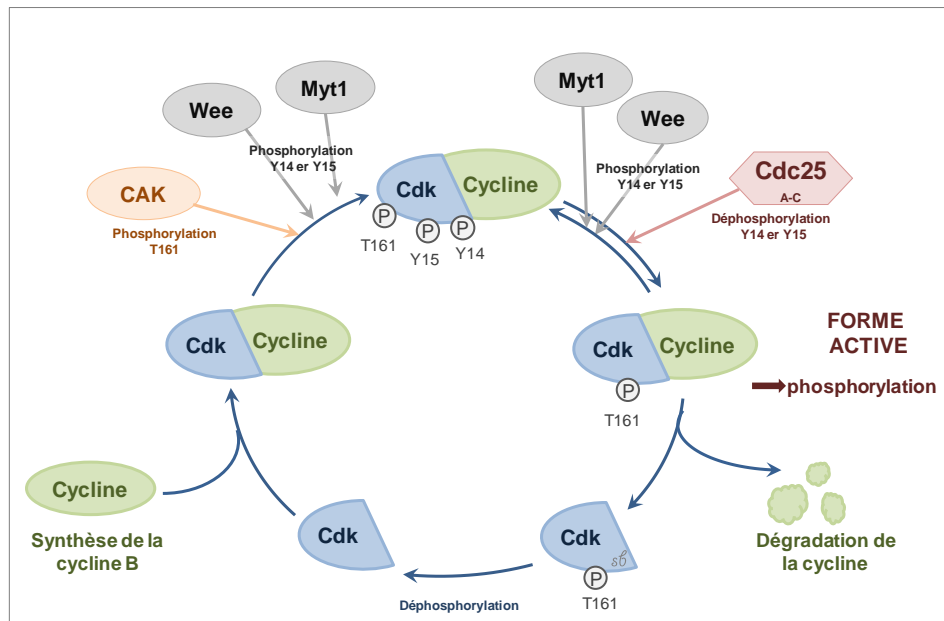 Myt1
Wee
Phosphorylation
Y14 er Y15
CAK
Phosphorylation
T161
Cdk
Cycline
P
P
P
T161
Y15
Y14
Myt1
Wee
Phosphorylation
Y14 er Y15
Cdc25
A-C
Déphosphorylation
Y14 er Y15
Cdk
Cycline
Cdk
Cycline
P
T161
FORME
ACTIVE
phosphorylation
Cycline
Synthèse de la
cycline B
Cdk
Déphosphorylation
Cdk
sb
P
T161
Dégradation de
la cycline